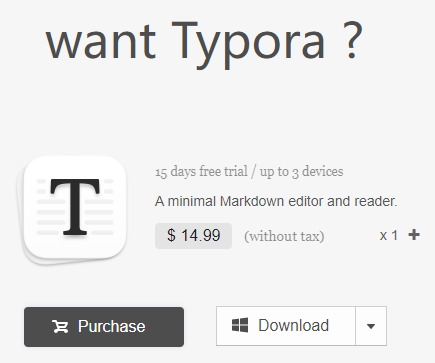 want Typora ?
15 days free trial / up to 3 devices
T
A minimal Markdown editor and reader.
$ 14.99 (without tax) x 1 +
Purchase Download